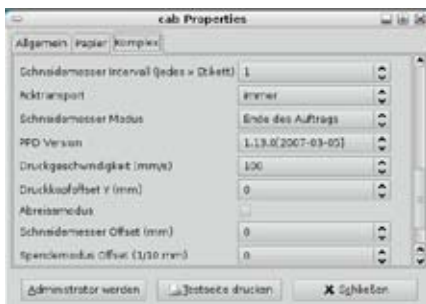 cab Properties
Allgemein Papier Komplex
Schneidemesser Intervall (jedes x Etikett) 1
Rcktransport immer
Schneidemesser Modus Ende des Auftrags
PPD Version 1.13.0[2007-03-05]
Druckgeschwindigkeit (mm/s) 100
Druckkopfoffset Y (mm) 0
Abreissmodus
Schneidemesser Offset (mm) 0
Spendemodus Offset (1/10 mm) 0
Administrator werden Testseite drucken Schließen